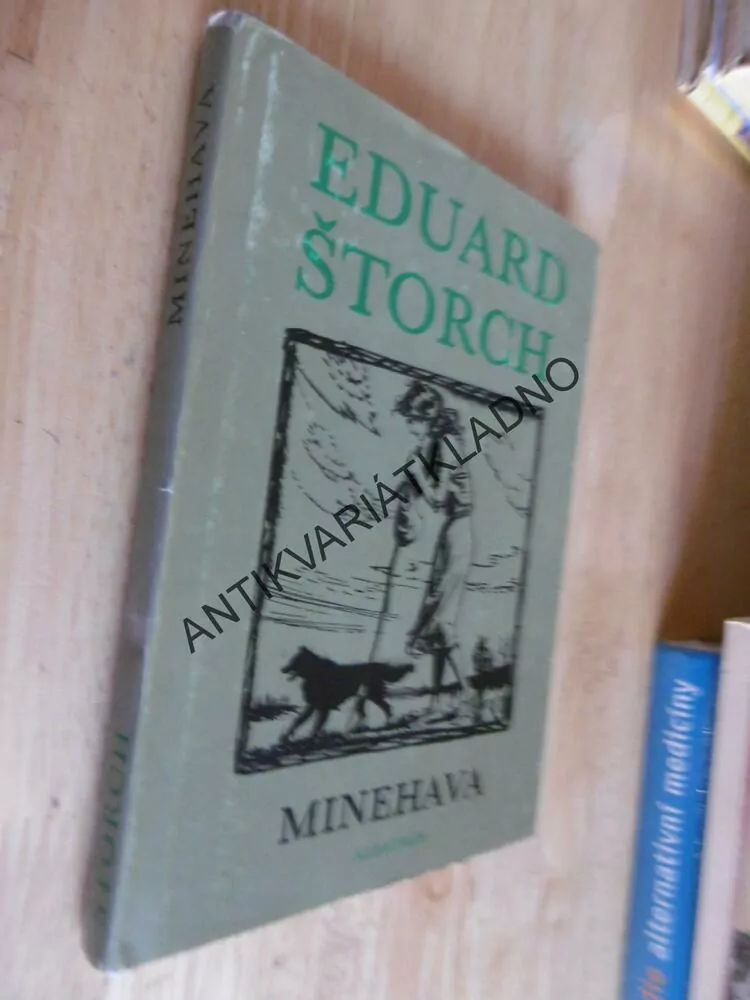 EDUARD
ŠTORCH
MINEHAVA
MINEHAVA
ŠTORCH
ANTIKVARIÁTKLADNO
alternativní medicíny